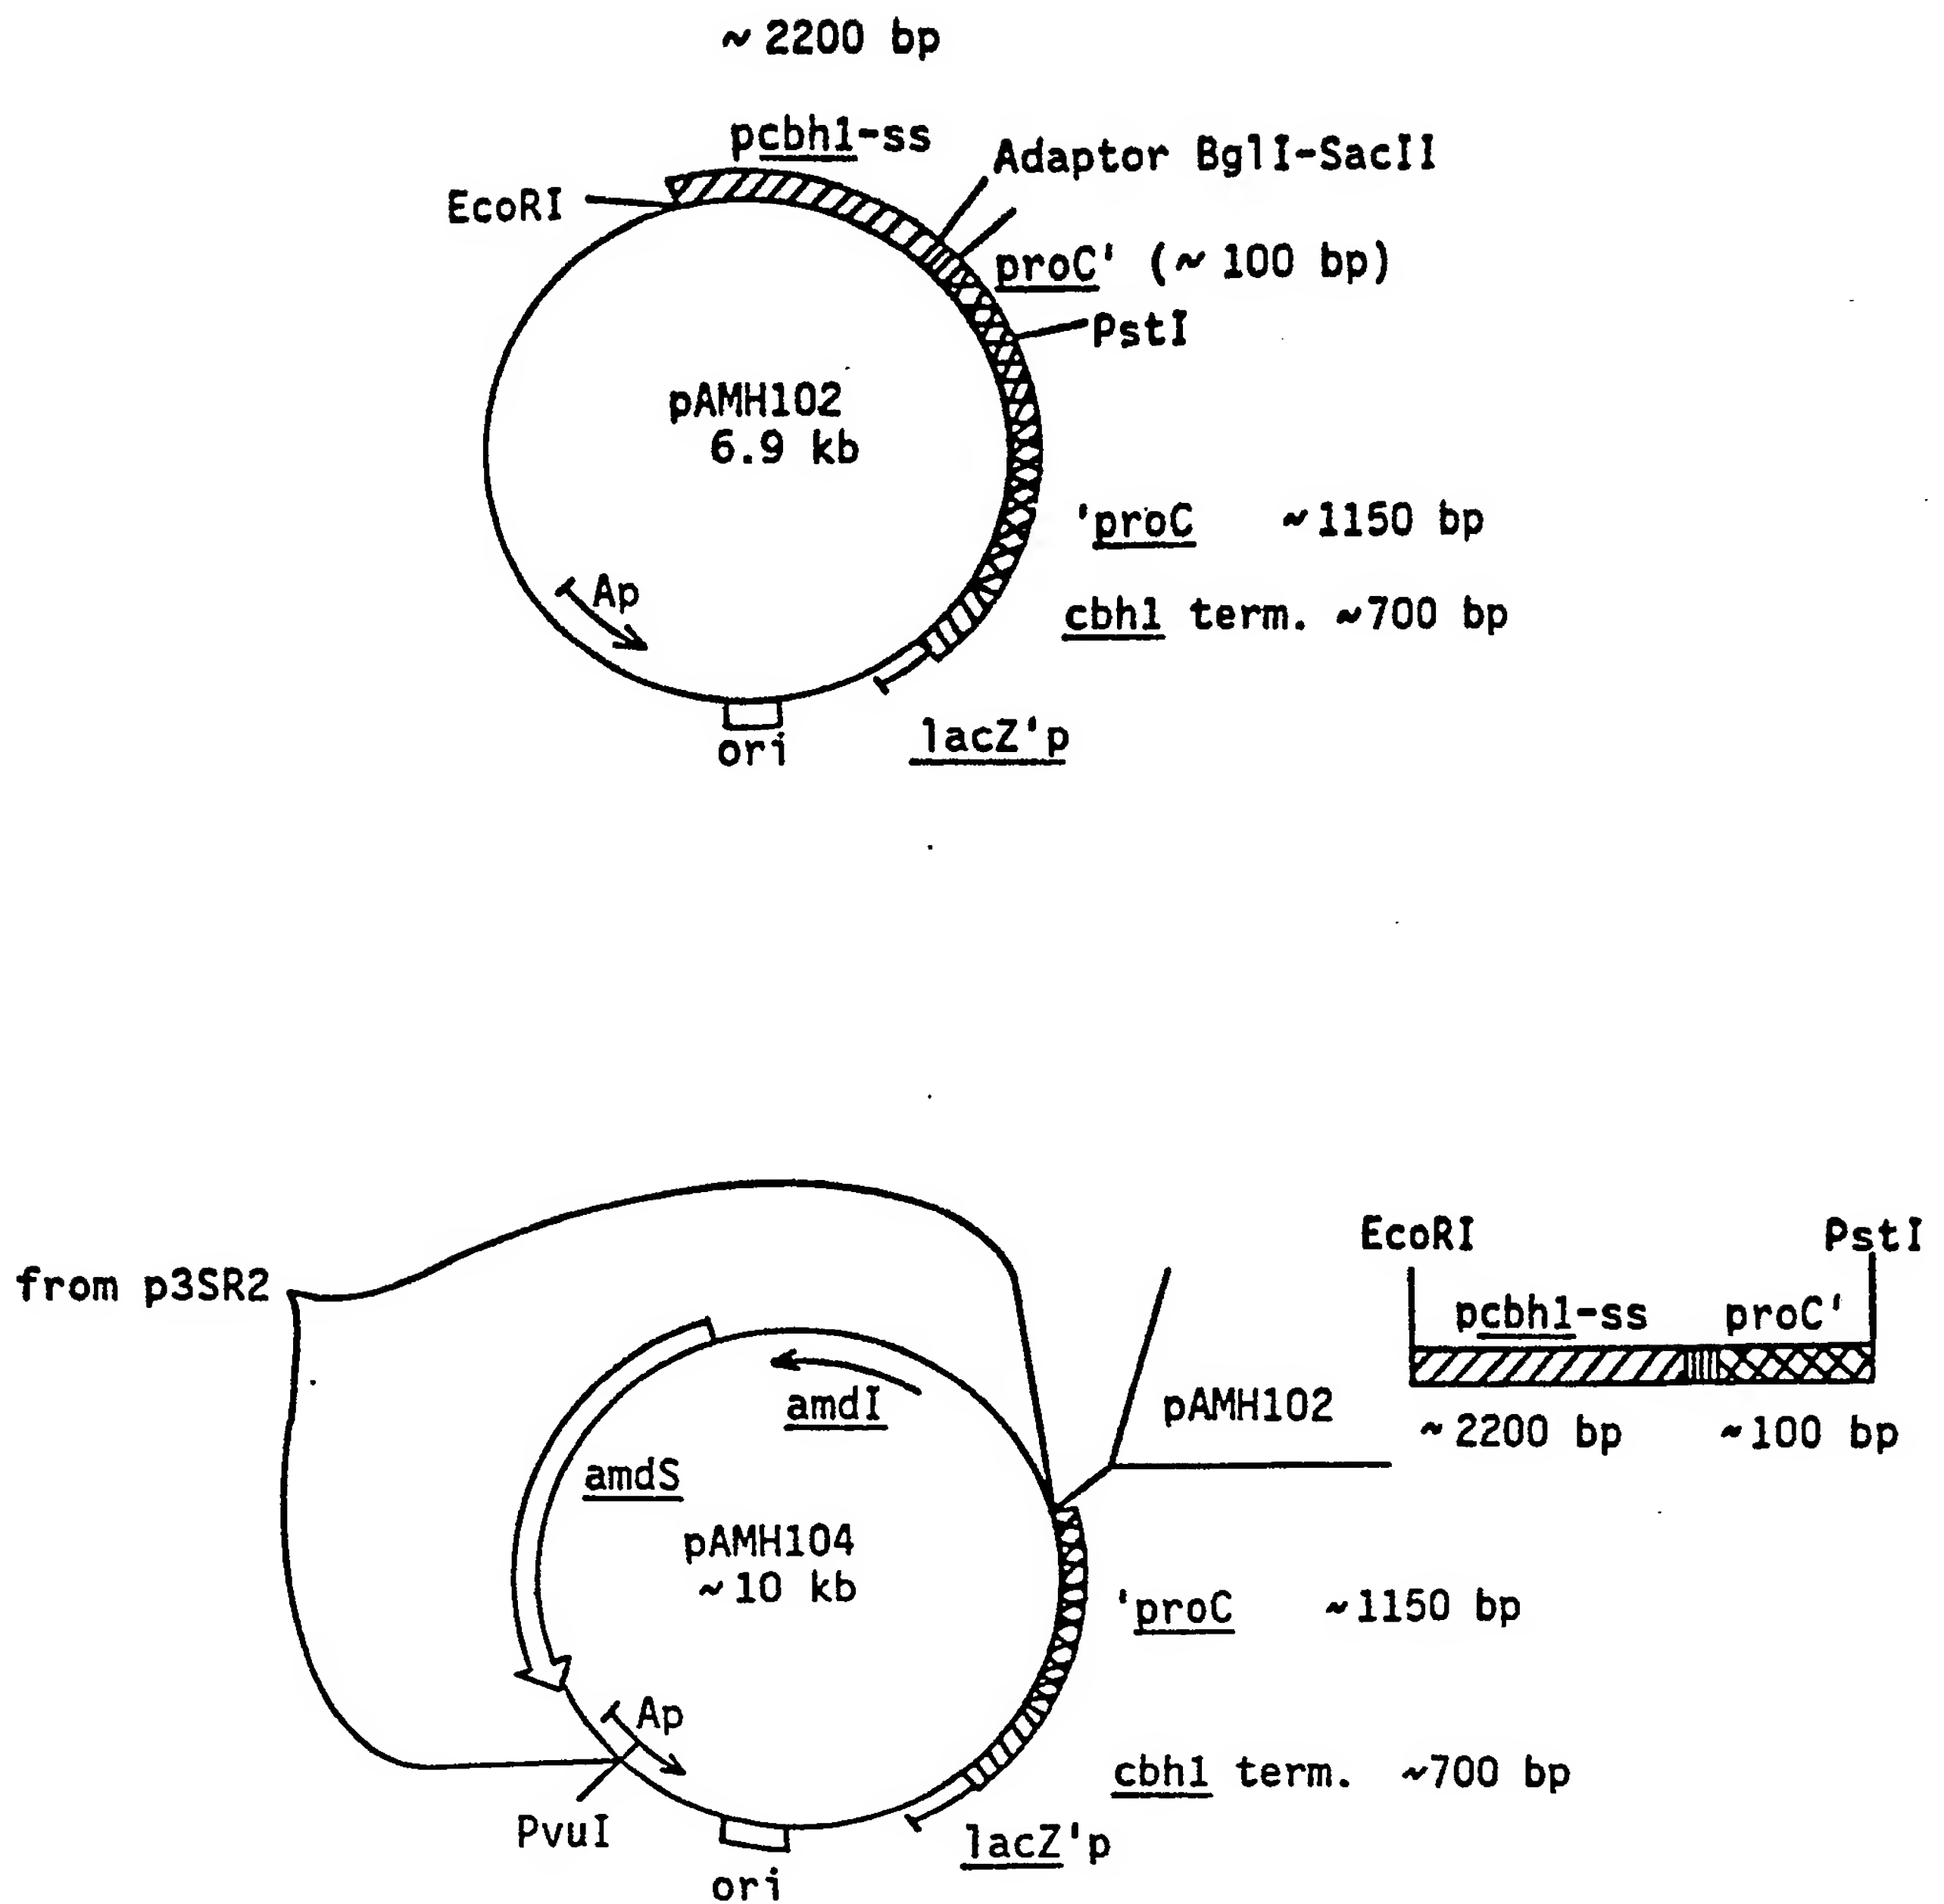 ~ 2200 bp
pcbh1-ss
Adaptor BglI-SacII
EcoRI
proC' (~ 100 bp)
PstI
pAMH102
6.9 kb
'proC ~1150 bp
Ap
cbh1 term. ~700 bp
lacZ'p
ori
EcoRI
PstI
from p3SR2
pcbh1-ss proC'
amdI
pAMH102
~2200 bp ~100 bp
amdS
pAMH104
~10 kb
'proC ~1150 bp
Ap
cbh1 term. ~700 bp
PvuI
lacZ'p
ori